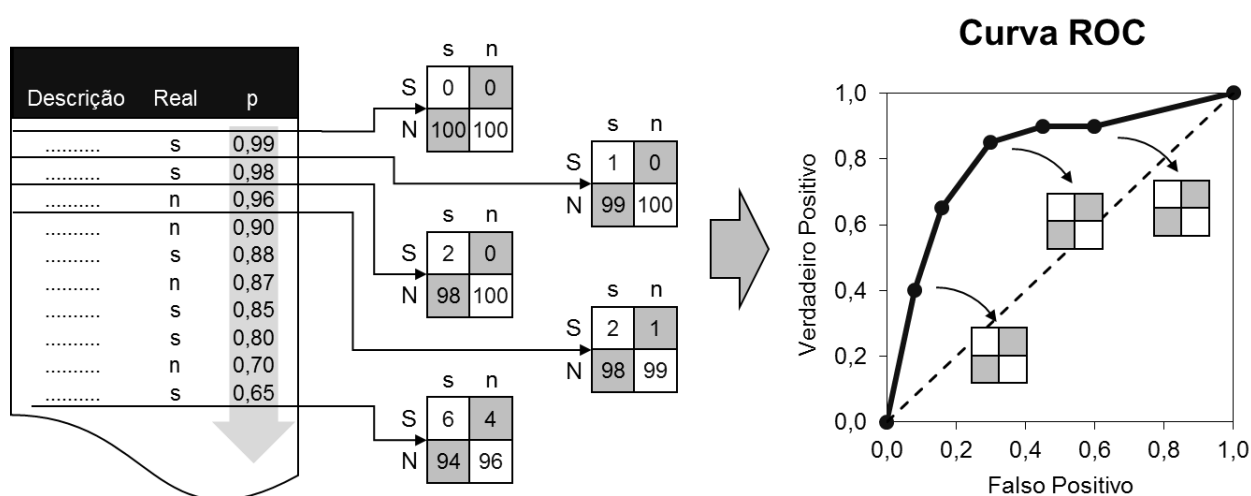 Curva ROC
Descrição Real p
.......... s 0,99
.......... s 0,98
.......... n 0,96
.......... n 0,90
.......... s 0,88
.......... n 0,87
.......... s 0,85
.......... s 0,80
.......... n 0,70
.......... s 0,65
s n
S 0 0
N 100 100
s n
S 1 0
N 99 100
s n
S 2 0
N 98 100
s n
S 2 1
N 98 99
s n
S 6 4
N 94 96
Verdadeiro Positivo
1,0
0,8
0,6
0,4
0,2
0,0
0,0 0,2 0,4 0,6 0,8 1,0
Falso Positivo